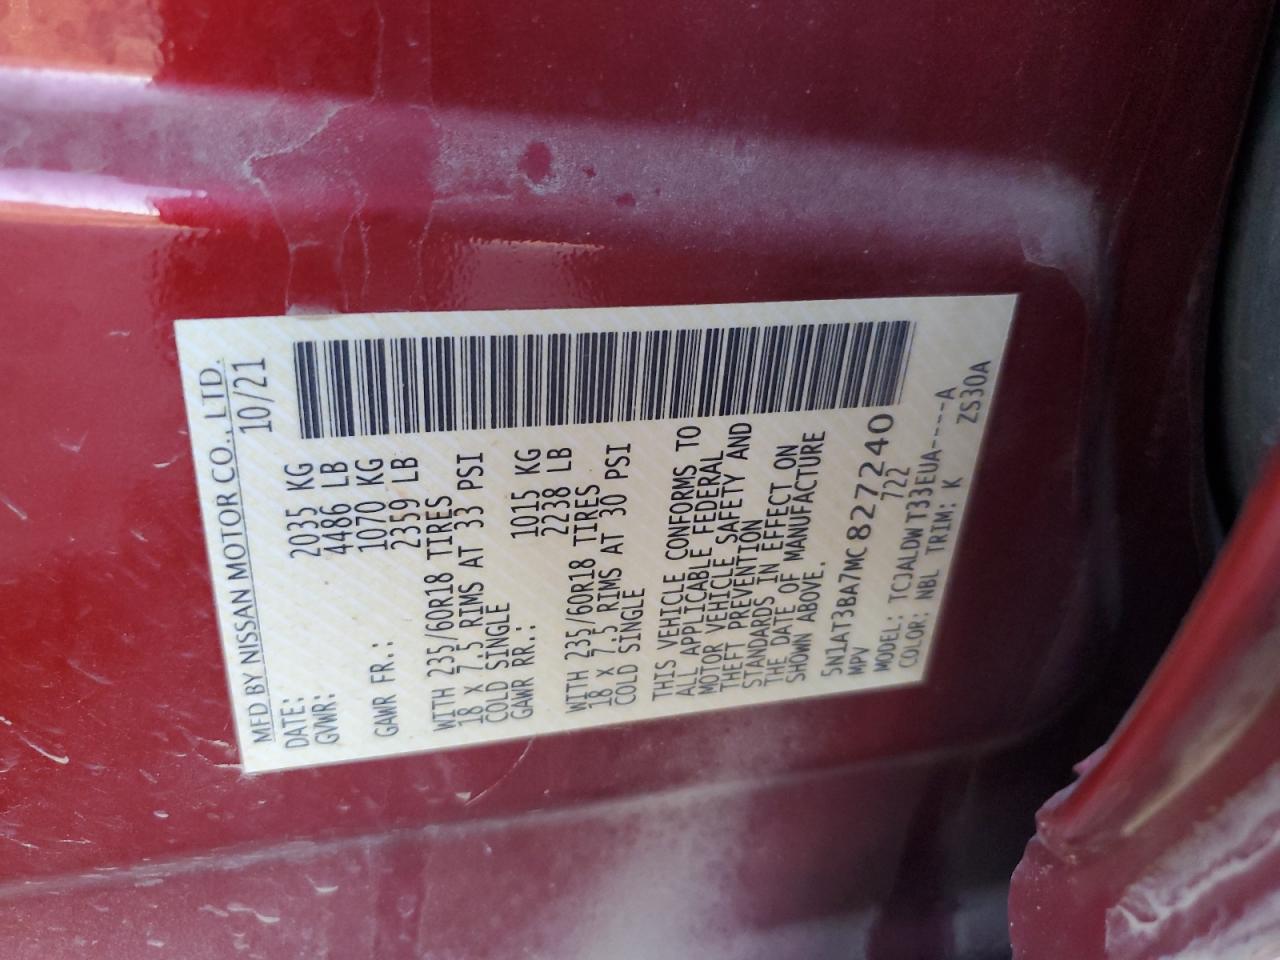 MFD BY NISSAN MOTOR CO., LTD.
DATE: 10/21
GVWR: 2035 KG
4486 LB
GAWR FR.: 1070 KG
2359 LB
WITH 235/60R18 TIRES
18 X 7.5 RIMS AT 33 PSI
COLD SINGLE
GAWR RR.: 1015 KG
2238 LB
WITH 235/60R18 TIRES
18 X 7.5 RIMS AT 30 PSI
COLD SINGLE
THIS VEHICLE CONFORMS TO
ALL APPLICABLE FEDERAL
MOTOR VEHICLE SAFETY AND
THEFT PREVENTION
STANDARDS IN EFFECT ON
THE DATE OF MANUFACTURE
SHOWN ABOVE.
5N1AT3BA7MC827240
MPV 722
MODEL: TCJALDWT33EUA-----A
COLOR: NBL TRIM: K ZS30A